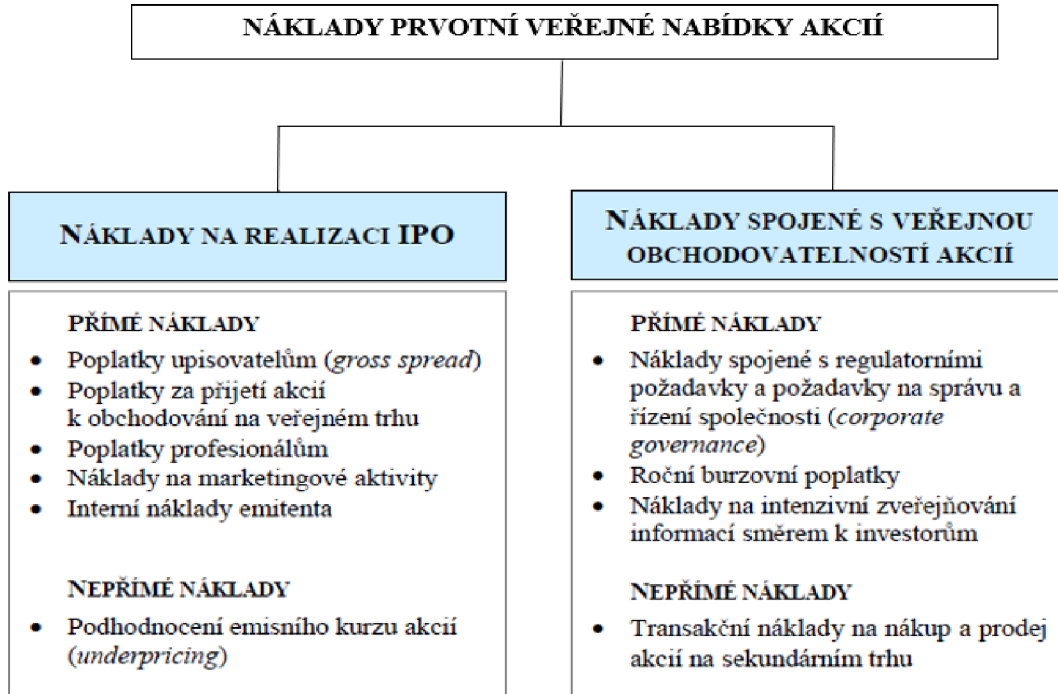 NÁKLADY PRVOTNÍ VEŘEJNÉ NABÍDKY AKCIÍ
NÁKLADY NA REALIZACI IPO
PŘÍMÉ NÁKLADY
• Poplatky upisovatelům (gross spread)
• Poplatky za přijetí akcií
k obchodování na veřejném trhu
• Poplatky profesionálům
• Náklady na marketingové aktivity
• Interní náklady emitenta
NEPŘÍMÉ NÁKLADY
• Podhodnocení emisního kurzu akcií
(underpricing)
NÁKLADY SPOJENÉ S VEŘEJNOU
OBCHODOVATELNOSTÍ AKCIÍ
PŘÍMÉ NÁKLADY
• Náklady spojené s regulatorními
požadavky a požadavky na správu a
řízení společnosti (corporate
governance)
• Roční burzovní poplatky
• Náklady na intenzivní zveřejňování
informací směrem k investorům
NEPŘÍMÉ NÁKLADY
• Transakční náklady na nákup a prodej
akcií na sekundárním trhu